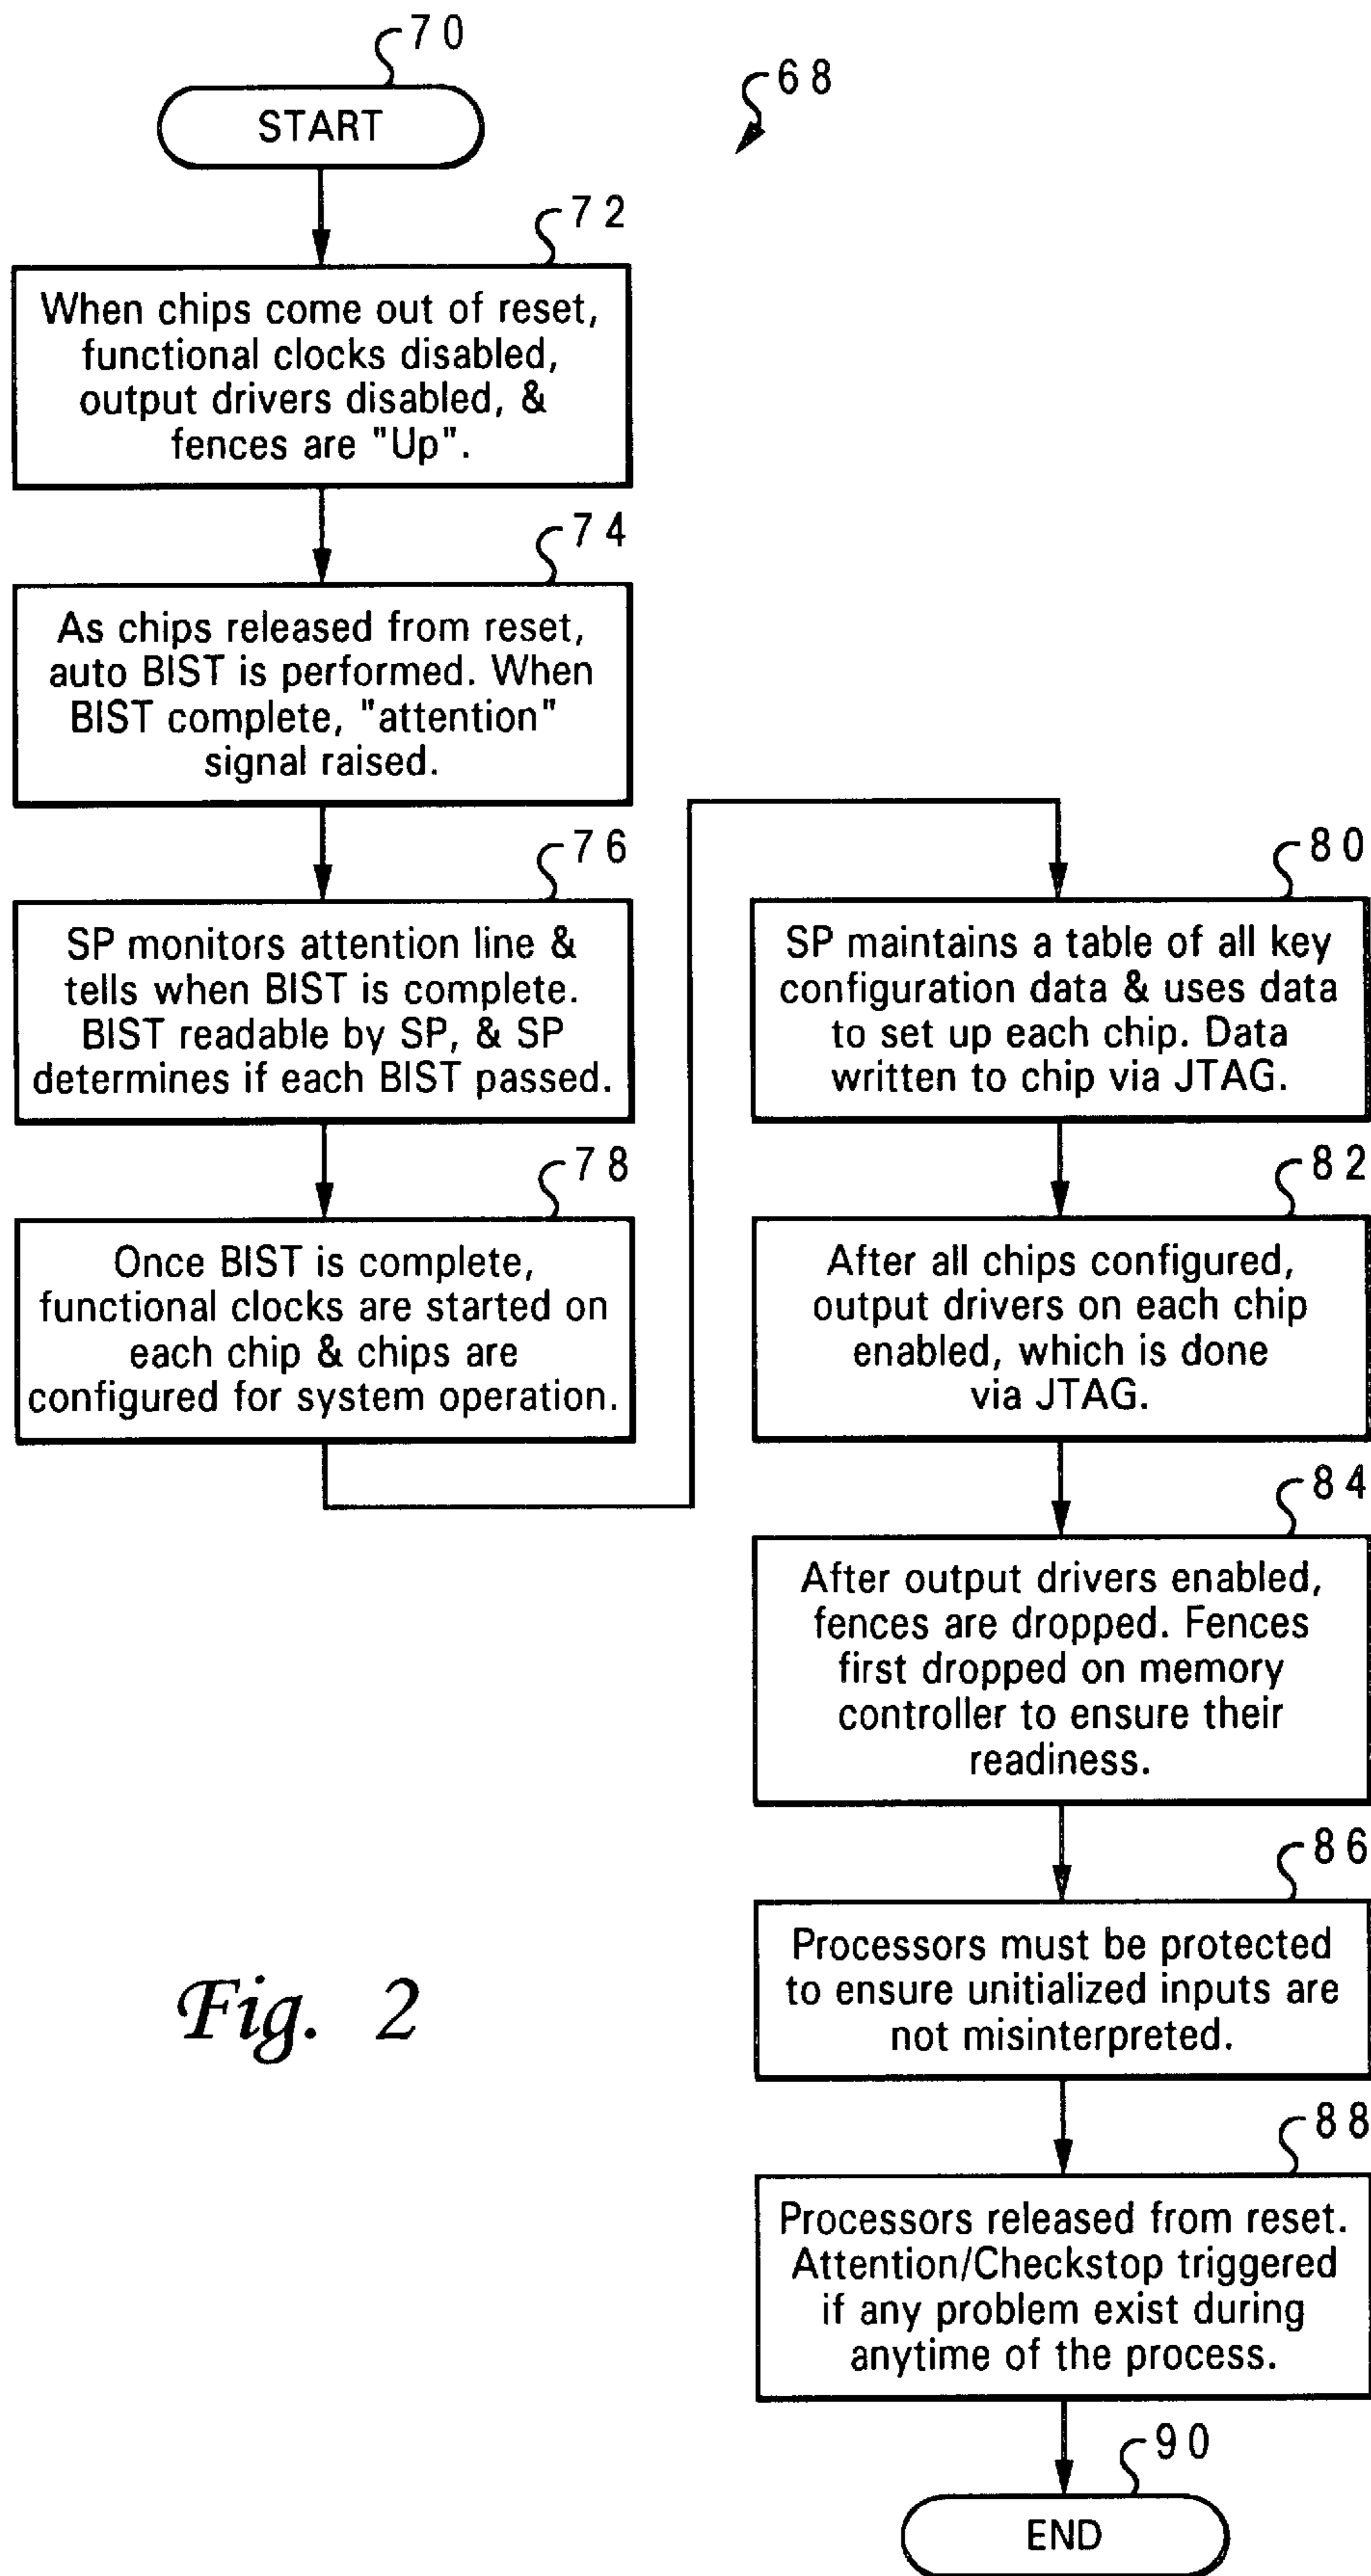 70
START
68
72
When chips come out of reset,
functional clocks disabled,
output drivers disabled, &
fences are "Up".
74
As chips released from reset,
auto BIST is performed. When
BIST complete, "attention"
signal raised.
76
SP monitors attention line &
tells when BIST is complete.
BIST readable by SP, & SP
determines if each BIST passed.
78
Once BIST is complete,
functional clocks are started on
each chip & chips are
configured for system operation.
80
SP maintains a table of all key
configuration data & uses data
to set up each chip. Data
written to chip via JTAG.
82
After all chips configured,
output drivers on each chip
enabled, which is done
via JTAG.
84
After output drivers enabled,
fences are dropped. Fences
first dropped on memory
controller to ensure their
readiness.
86
Processors must be protected
to ensure unitialized inputs are
not misinterpreted.
88
Processors released from reset.
Attention/Checkstop triggered
if any problem exist during
anytime of the process.
90
END
Fig. 2